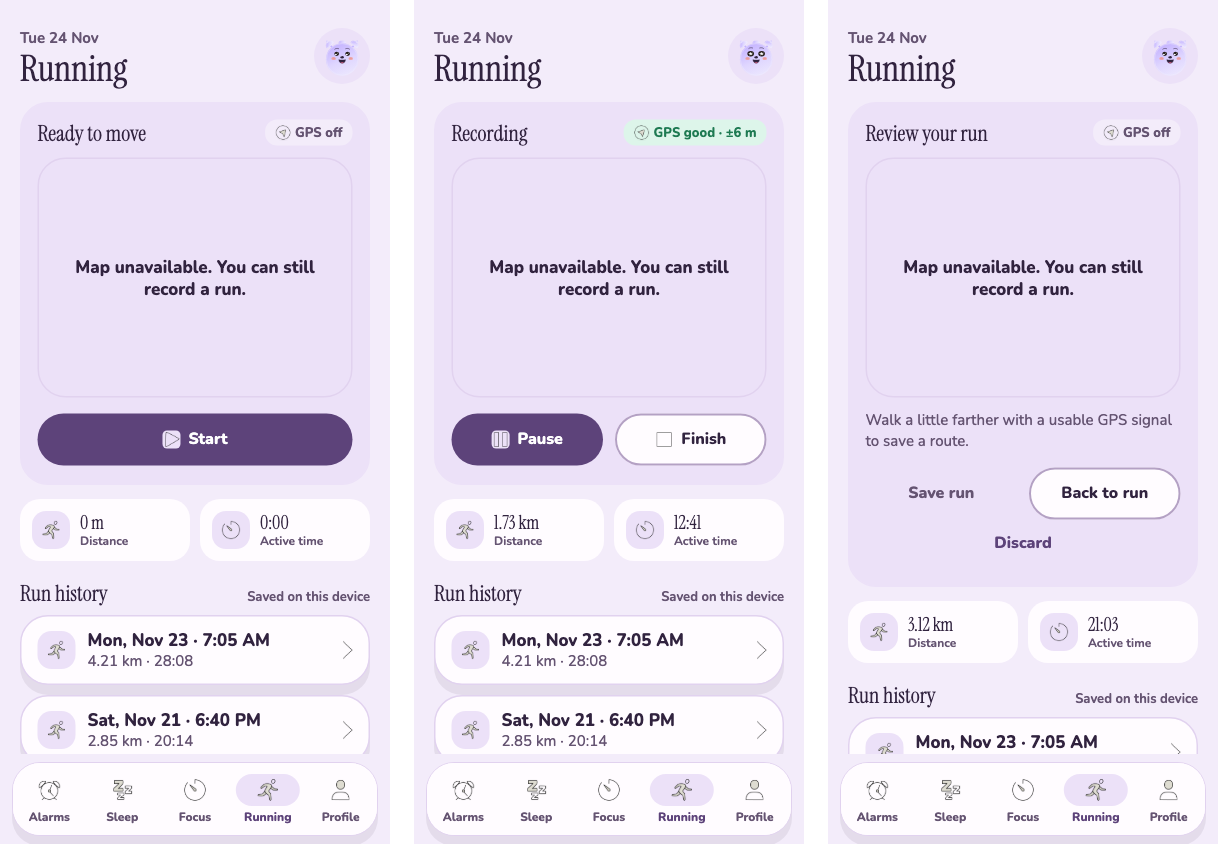 Tue 24 Nov
Running
Ready to move
GPS off
Map unavailable. You can still
record a run.
Start
0 m
Distance
0:00
Active time
Run history
Saved on this device
Mon, Nov 23 · 7:05 AM
4.21 km · 28:08
Sat, Nov 21 · 6:40 PM
2.85 km · 20:14
Alarms
Sleep
Focus
Running
Profile
Tue 24 Nov
Running
Recording
GPS good · ±6 m
Map unavailable. You can still
record a run.
Pause
Finish
1.73 km
Distance
12:41
Active time
Run history
Saved on this device
Mon, Nov 23 · 7:05 AM
4.21 km · 28:08
Sat, Nov 21 · 6:40 PM
2.85 km · 20:14
Alarms
Sleep
Focus
Running
Profile
Tue 24 Nov
Running
Review your run
GPS off
Map unavailable. You can still
record a run.
Walk a little farther with a usable GPS signal
to save a route.
Save run
Back to run
Discard
3.12 km
Distance
21:03
Active time
Run history
Saved on this device
Mon, Nov 23 · 7:05 AM
Alarms
Sleep
Focus
Running
Profile